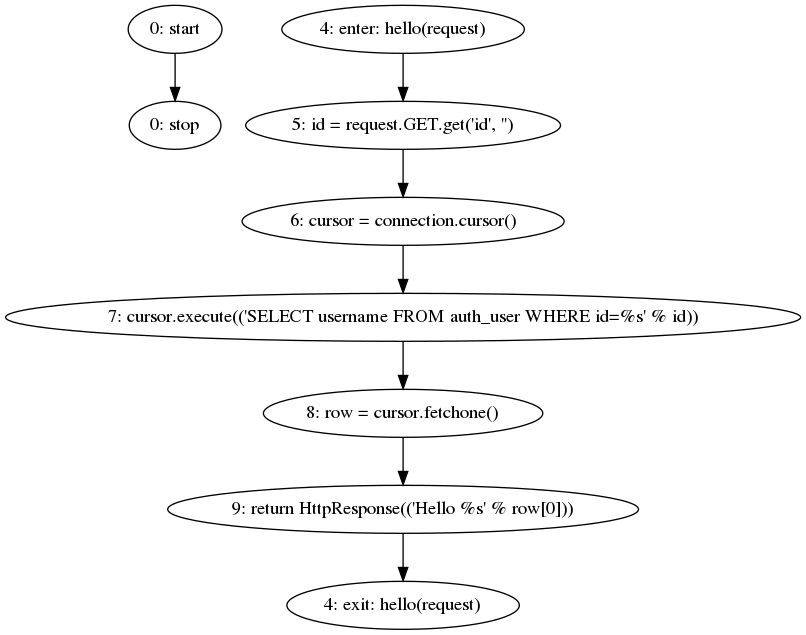 0: start
4: enter: hello(request)
0: stop
5: id = request.GET.get('id', '')
6: cursor = connection.cursor()
7: cursor.execute(('SELECT username FROM auth_user WHERE id=%s' % id))
8: row = cursor.fetchone()
9: return HttpResponse(('Hello %s' % row[0]))
4: exit: hello(request)